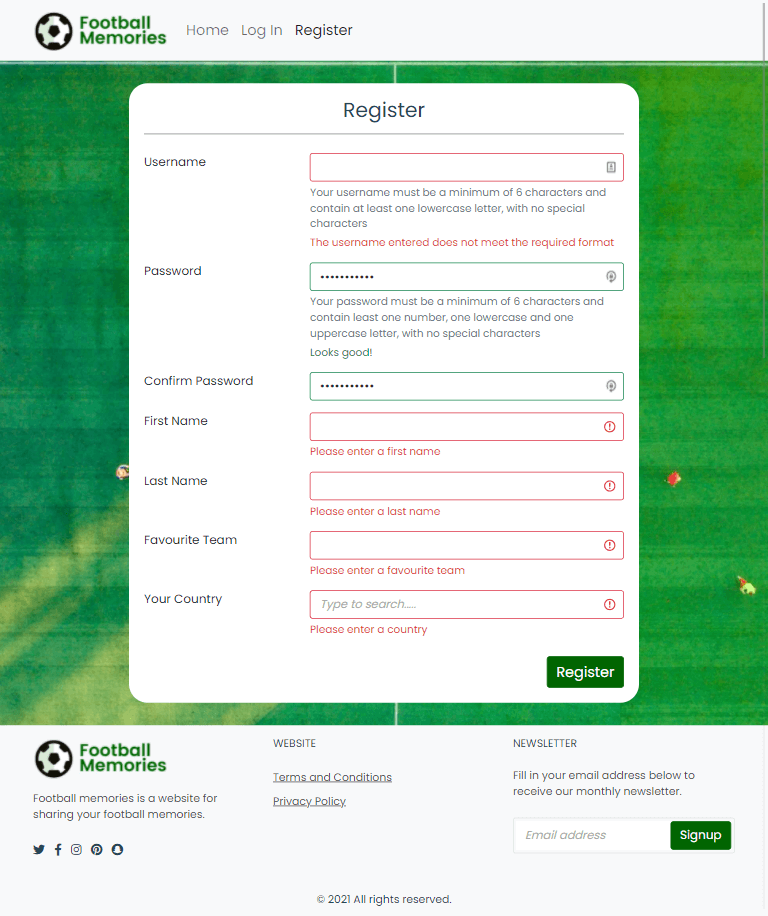 Football
Memories
Home Log In Register
Register
Username
Your username must be a minimum of 6 characters and
contain at least one lowercase letter, with no special
characters
The username entered does not meet the required format
Password
•••••••••••
Your password must be a minimum of 6 characters and
contain least one number, one lowercase and one
uppercase letter, with no special characters
Looks good!
Confirm Password
•••••••••••
First Name
Please enter a first name
Last Name
Please enter a last name
Favourite Team
Please enter a favourite team
Your Country
Type to search.....
Please enter a country
Register
Football
Memories
Football memories is a website for
sharing your football memories.
WEBSITE
Terms and Conditions
Privacy Policy
NEWSLETTER
Fill in your email address below to
receive our monthly newsletter.
Email address
Signup
© 2021 All rights reserved.